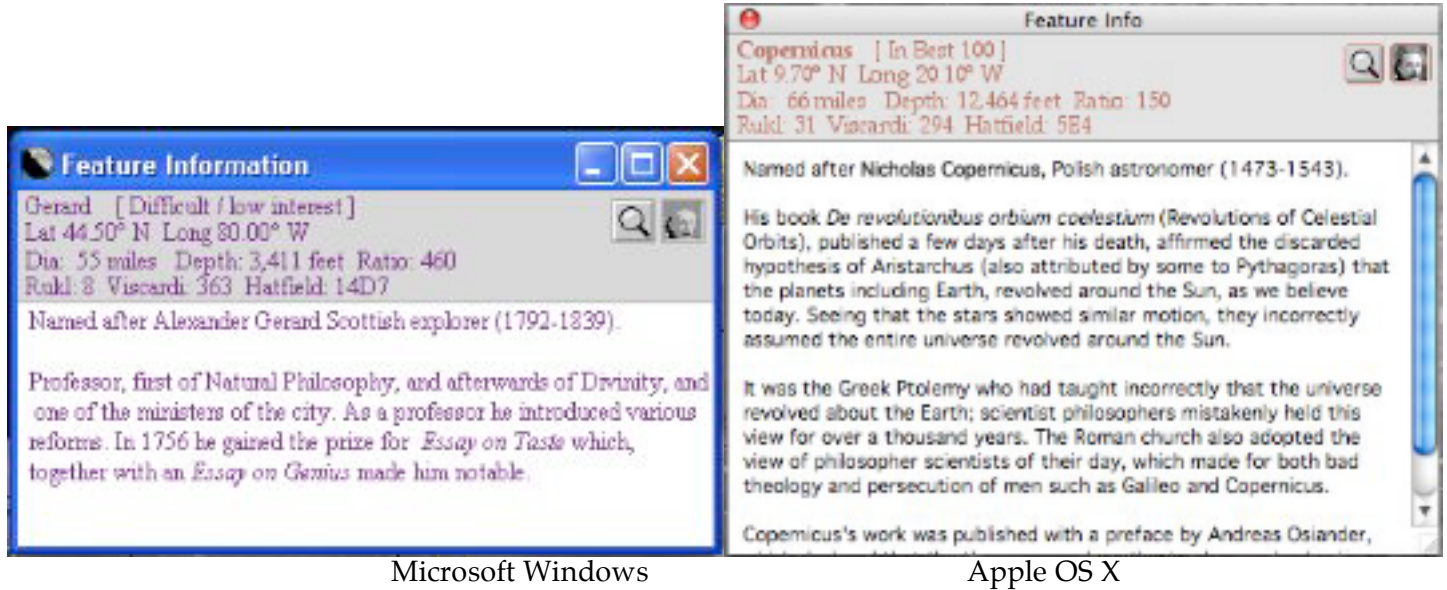 Feature Information
Gerard [ Difficult / low interest ]
Lat 44.50° N Long 80.00° W
Dia: 55 miles Depth: 3,411 feet Ratio: 460
Rukl: 8 Viscardi: 363 Hatfield: 14D7
Named after Alexander Gerard Scottish explorer (1792-1839).
Professor, first of Natural Philosophy, and afterwards of Divinity, and
one of the ministers of the city. As a professor he introduced various
reforms. In 1756 he gained the prize for Essay on Taste which,
together with an Essay on Genius made him notable.
Microsoft Windows
Feature Info
Copernicus [ In Best 100 ]
Lat 9.70° N Long 20.10° W
Dia: 66 miles Depth: 12,464 feet Ratio: 150
Rukl: 31 Viscardi: 294 Hatfield: 5E4
Named after Nicholas Copernicus, Polish astronomer (1473-1543).
His book De revolutionibus orbium coelestium (Revolutions of Celestial
Orbits), published a few days after his death, affirmed the discarded
hypothesis of Aristarchus (also attributed by some to Pythagoras) that
the planets including Earth, revolved around the Sun, as we believe
today. Seeing that the stars showed similar motion, they incorrectly
assumed the entire universe revolved around the Sun.
It was the Greek Ptolemy who had taught incorrectly that the universe
revolved about the Earth; scientist philosophers mistakenly held this
view for over a thousand years. The Roman church also adopted the
view of philosopher scientists of their day, which made for both bad
theology and persecution of men such as Galileo and Copernicus.
Copernicus's work was published with a preface by Andreas Osiander,
Apple OS X